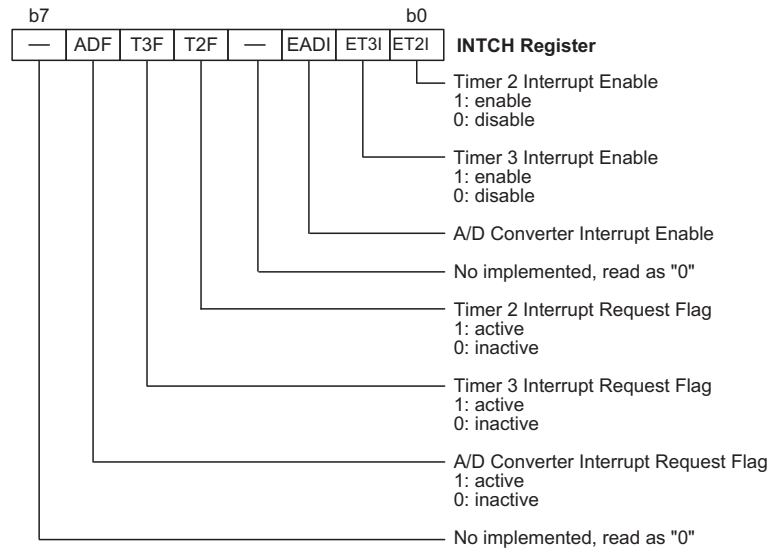 b7 b0
— ADF T3F T2F — EADI ET3I ET2I INTCH Register
Timer 2 Interrupt Enable
1: enable
0: disable
Timer 3 Interrupt Enable
1: enable
0: disable
A/D Converter Interrupt Enable
No implemented, read as "0"
Timer 2 Interrupt Request Flag
1: active
0: inactive
Timer 3 Interrupt Request Flag
1: active
0: inactive
A/D Converter Interrupt Request Flag
1: active
0: inactive
No implemented, read as "0"